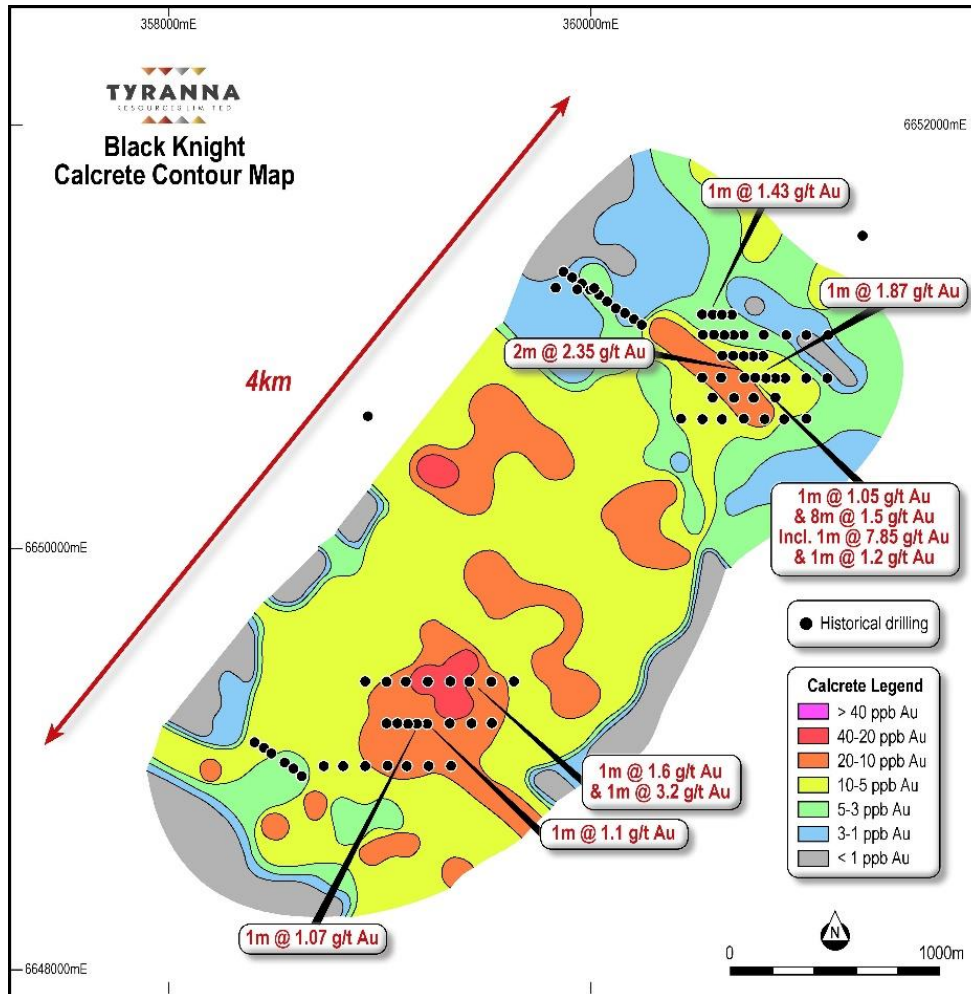 358000mE
360000mE
TYRANNA
RESOURCES LIMITED
Black Knight
Calcrete Contour Map
6652000mE
1m @ 1.43 g/t Au
1m @ 1.87 g/t Au
2m @ 2.35 g/t Au
4km
1m @ 1.05 g/t Au
& 8m @ 1.5 g/t Au
Incl. 1m @ 7.85 g/t Au
& 1m @ 1.2 g/t Au
6650000mE
Historical drilling
Calcrete Legend
> 40 ppb Au
40-20 ppb Au
20-10 ppb Au
10-5 ppb Au
5-3 ppb Au
3-1 ppb Au
< 1 ppb Au
1m @ 1.6 g/t Au
& 1m @ 3.2 g/t Au
1m @ 1.1 g/t Au
1m @ 1.07 g/t Au
N
0 1000m
6648000mE